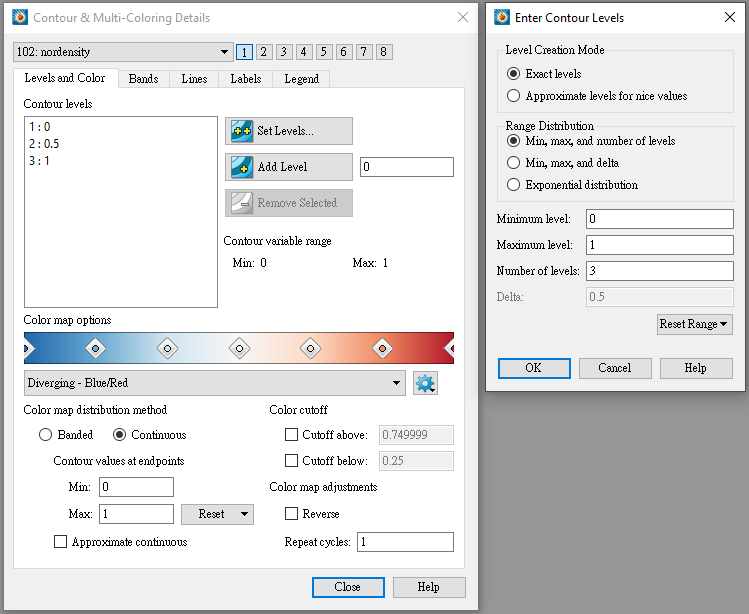 Contour & Multi-Coloring Details
102: nordensity 1 2 3 4 5 6 7 8
Levels and Color Bands Lines Labels Legend
Contour levels
1 : 0
2 : 0.5
3 : 1
Set Levels...
Add Level 0
Remove Selected
Contour variable range
Min: 0 Max: 1
Color map options
Diverging - Blue/Red
Color map distribution method
Banded Continuous
Contour values at endpoints
Min: 0
Max: 1 Reset
Approximate continuous
Color cutoff
Cutoff above: 0.749999
Cutoff below: 0.25
Color map adjustments
Reverse
Repeat cycles: 1
Close Help
Enter Contour Levels
Level Creation Mode
Exact levels
Approximate levels for nice values
Range Distribution
Min, max, and number of levels
Min, max, and delta
Exponential distribution
Minimum level: 0
Maximum level: 1
Number of levels: 3
Delta: 0.5
Reset Range
OK Cancel Help